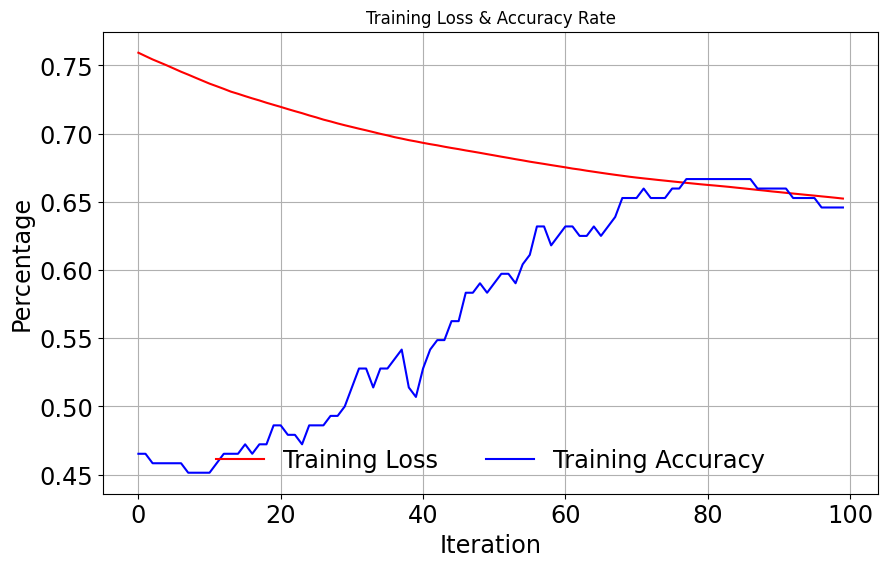 Training Loss & Accuracy Rate
Percentage
0.75
0.70
0.65
0.60
0.55
0.50
0.45
Training Loss Training Accuracy
0 20 40 60 80 100
Iteration